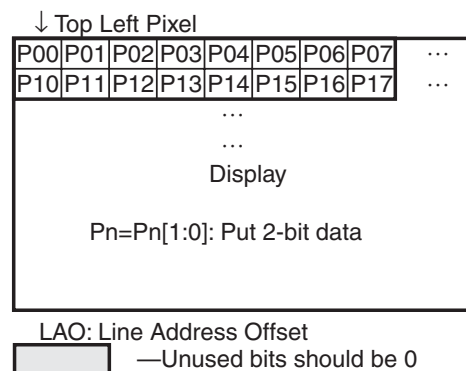 ↓ Top Left Pixel
P00 P01 P02 P03 P04 P05 P06 P07 ...
P10 P11 P12 P13 P14 P15 P16 P17 ...
...
...
Display
Pn=Pn[1:0]: Put 2-bit data
LAO: Line Address Offset
—Unused bits should be 0